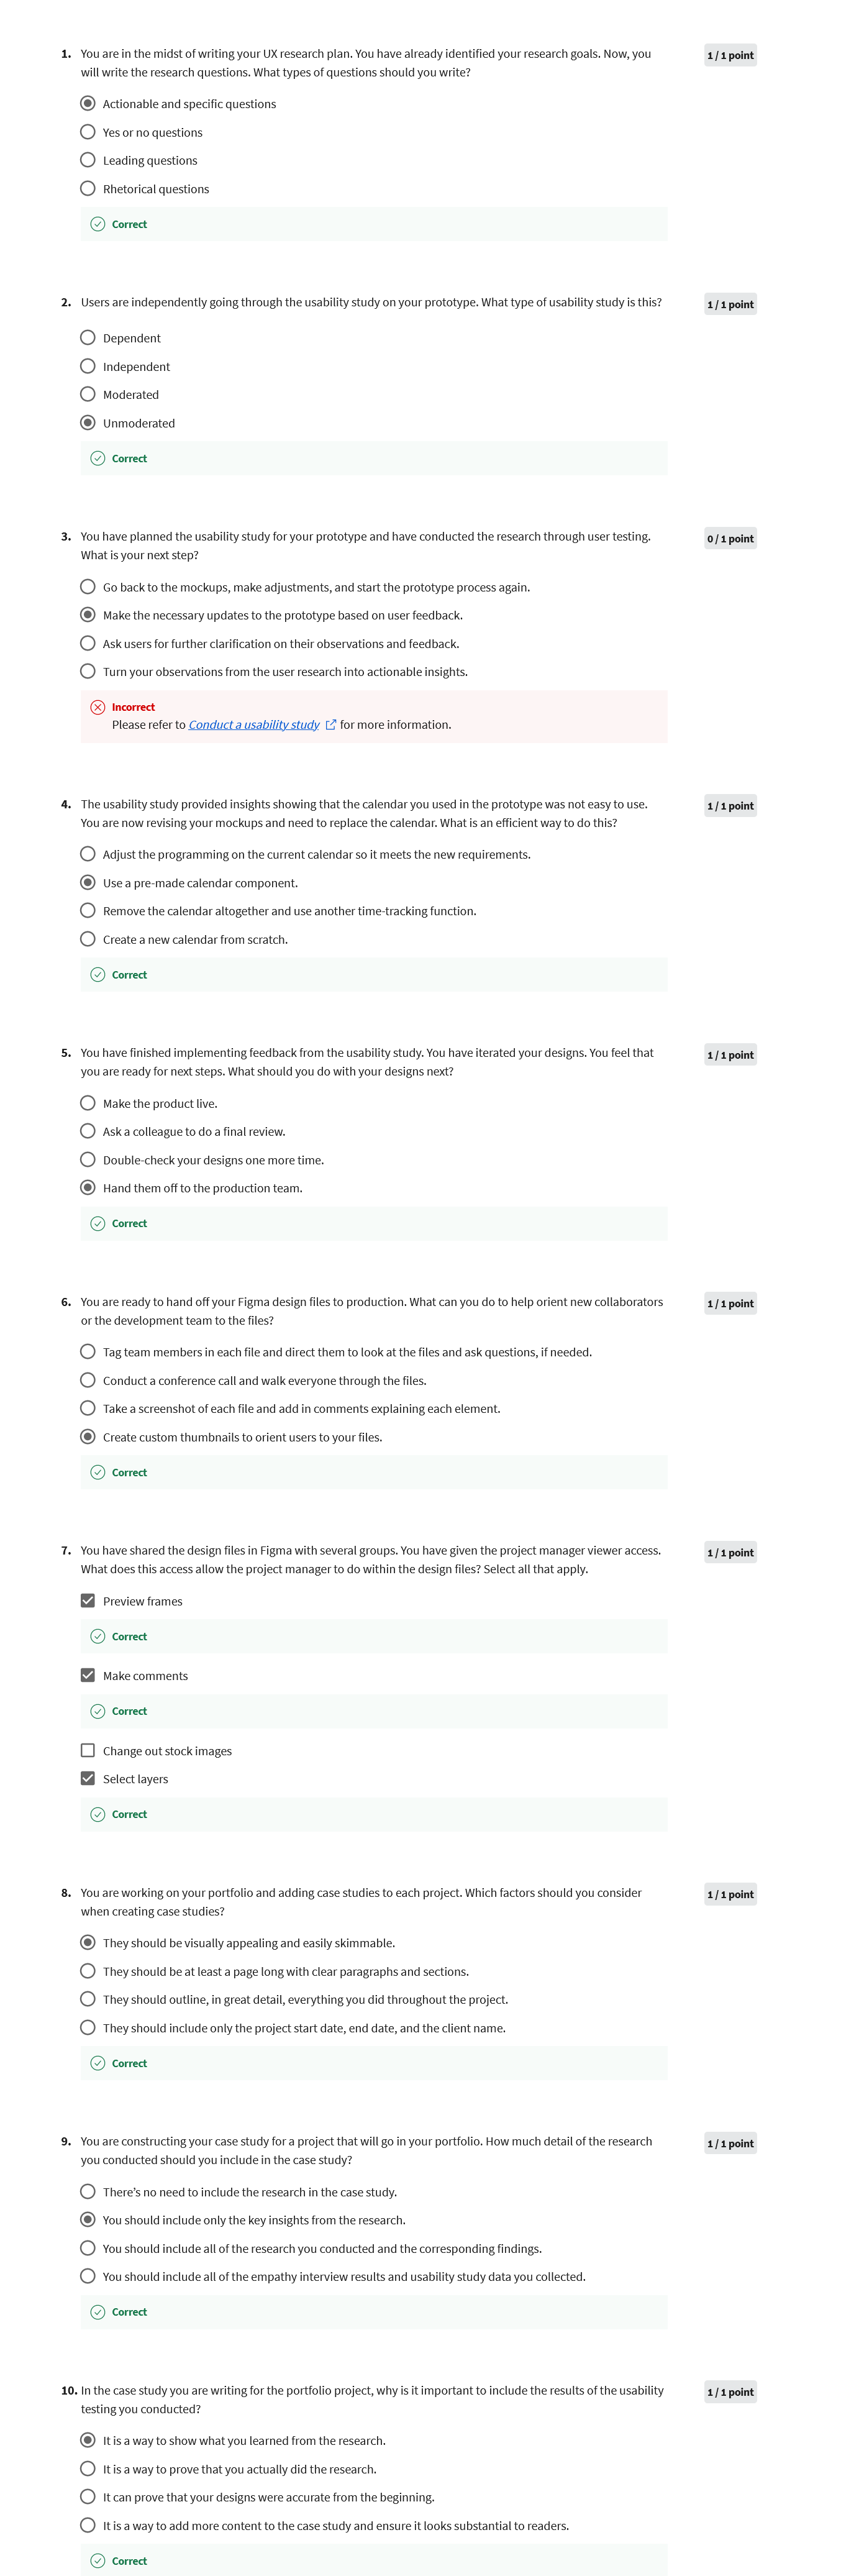 1. You are in the midst of writing your UX research plan. You have already identified your research goals. Now, you
1 / 1 point
will write the research questions. What types of questions should you write?
Actionable and specific questions
Yes or no questions
Leading questions
Rhetorical questions
Correct
2. Users are independently going through the usability study on your prototype. What type of usability study is this?
1 / 1 point
Dependent
Independent
Moderated
Unmoderated
Correct
3. You have planned the usability study for your prototype and have conducted the research through user testing.
0 / 1 point
What is your next step?
Go back to the mockups, make adjustments, and start the prototype process again.
Make the necessary updates to the prototype based on user feedback.
Ask users for further clarification on their observations and feedback.
Turn your observations from the user research into actionable insights.
Incorrect
Please refer to Conduct a usability study for more information.
4. The usability study provided insights showing that the calendar you used in the prototype was not easy to use.
1 / 1 point
You are now revising your mockups and need to replace the calendar. What is an efficient way to do this?
Adjust the programming on the current calendar so it meets the new requirements.
Use a pre-made calendar component.
Remove the calendar altogether and use another time-tracking function.
Create a new calendar from scratch.
Correct
5. You have finished implementing feedback from the usability study. You have iterated your designs. You feel that
1 / 1 point
you are ready for next steps. What should you do with your designs next?
Make the product live.
Ask a colleague to do a final review.
Double-check your designs one more time.
Hand them off to the production team.
Correct
6. You are ready to hand off your Figma design files to production. What can you do to help orient new collaborators
1 / 1 point
or the development team to the files?
Tag team members in each file and direct them to look at the files and ask questions, if needed.
Conduct a conference call and walk everyone through the files.
Take a screenshot of each file and add in comments explaining each element.
Create custom thumbnails to orient users to your files.
Correct
7. You have shared the design files in Figma with several groups. You have given the project manager viewer access.
1 / 1 point
What does this access allow the project manager to do within the design files? Select all that apply.
Preview frames
Correct
Make comments
Correct
Change out stock images
Select layers
Correct
8. You are working on your portfolio and adding case studies to each project. Which factors should you consider
1 / 1 point
when creating case studies?
They should be visually appealing and easily skimmable.
They should be at least a page long with clear paragraphs and sections.
They should outline, in great detail, everything you did throughout the project.
They should include only the project start date, end date, and the client name.
Correct
9. You are constructing your case study for a project that will go in your portfolio. How much detail of the research
1 / 1 point
you conducted should you include in the case study?
There’s no need to include the research in the case study.
You should include only the key insights from the research.
You should include all of the research you conducted and the corresponding findings.
You should include all of the empathy interview results and usability study data you collected.
Correct
10. In the case study you are writing for the portfolio project, why is it important to include the results of the usability
1 / 1 point
testing you conducted?
It is a way to show what you learned from the research.
It is a way to prove that you actually did the research.
It can prove that your designs were accurate from the beginning.
It is a way to add more content to the case study and ensure it looks substantial to readers.
Correct